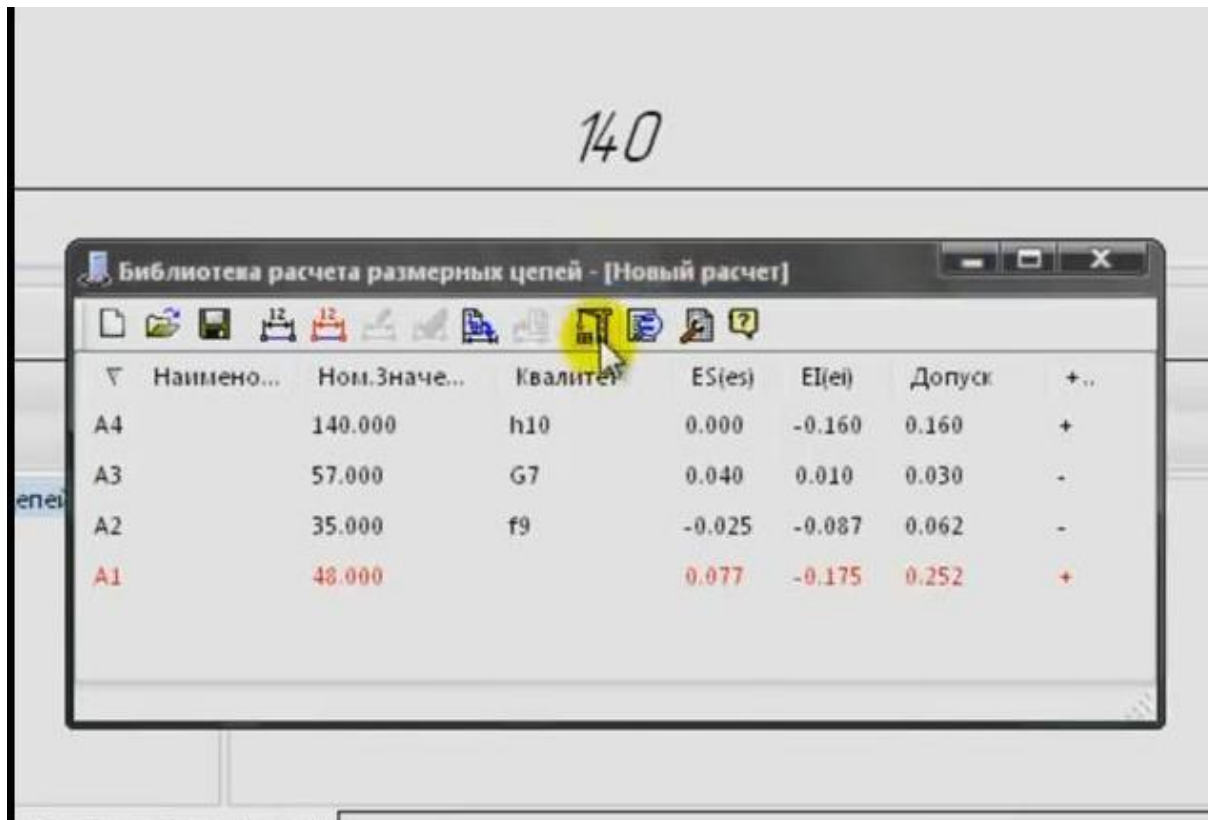 140
Библиотека расчета размерных цепей - [Новый расчет]
Наимено... Ном.Значе... Квалитет ES(es) EI(ei) Допуск +..
A4 140.000 h10 0.000 -0.160 0.160 +
A3 57.000 G7 0.040 0.010 0.030 -
A2 35.000 f9 -0.025 -0.087 0.062 -
A1 48.000 0.077 -0.175 0.252 +
епей